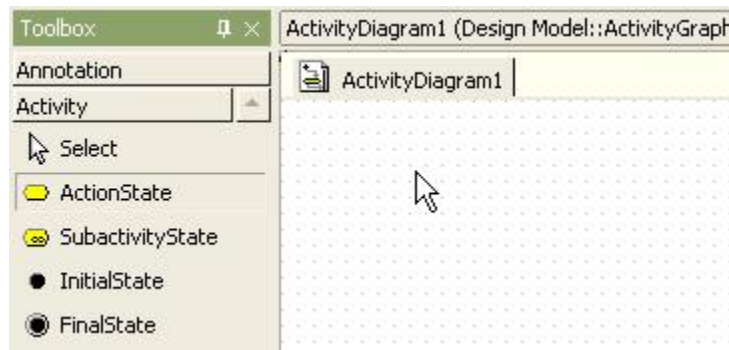 Toolbox
Annotation
Activity
Select
ActionState
SubactivityState
InitialState
FinalState
ActivityDiagram1 (Design Model::ActivityGraph
ActivityDiagram1